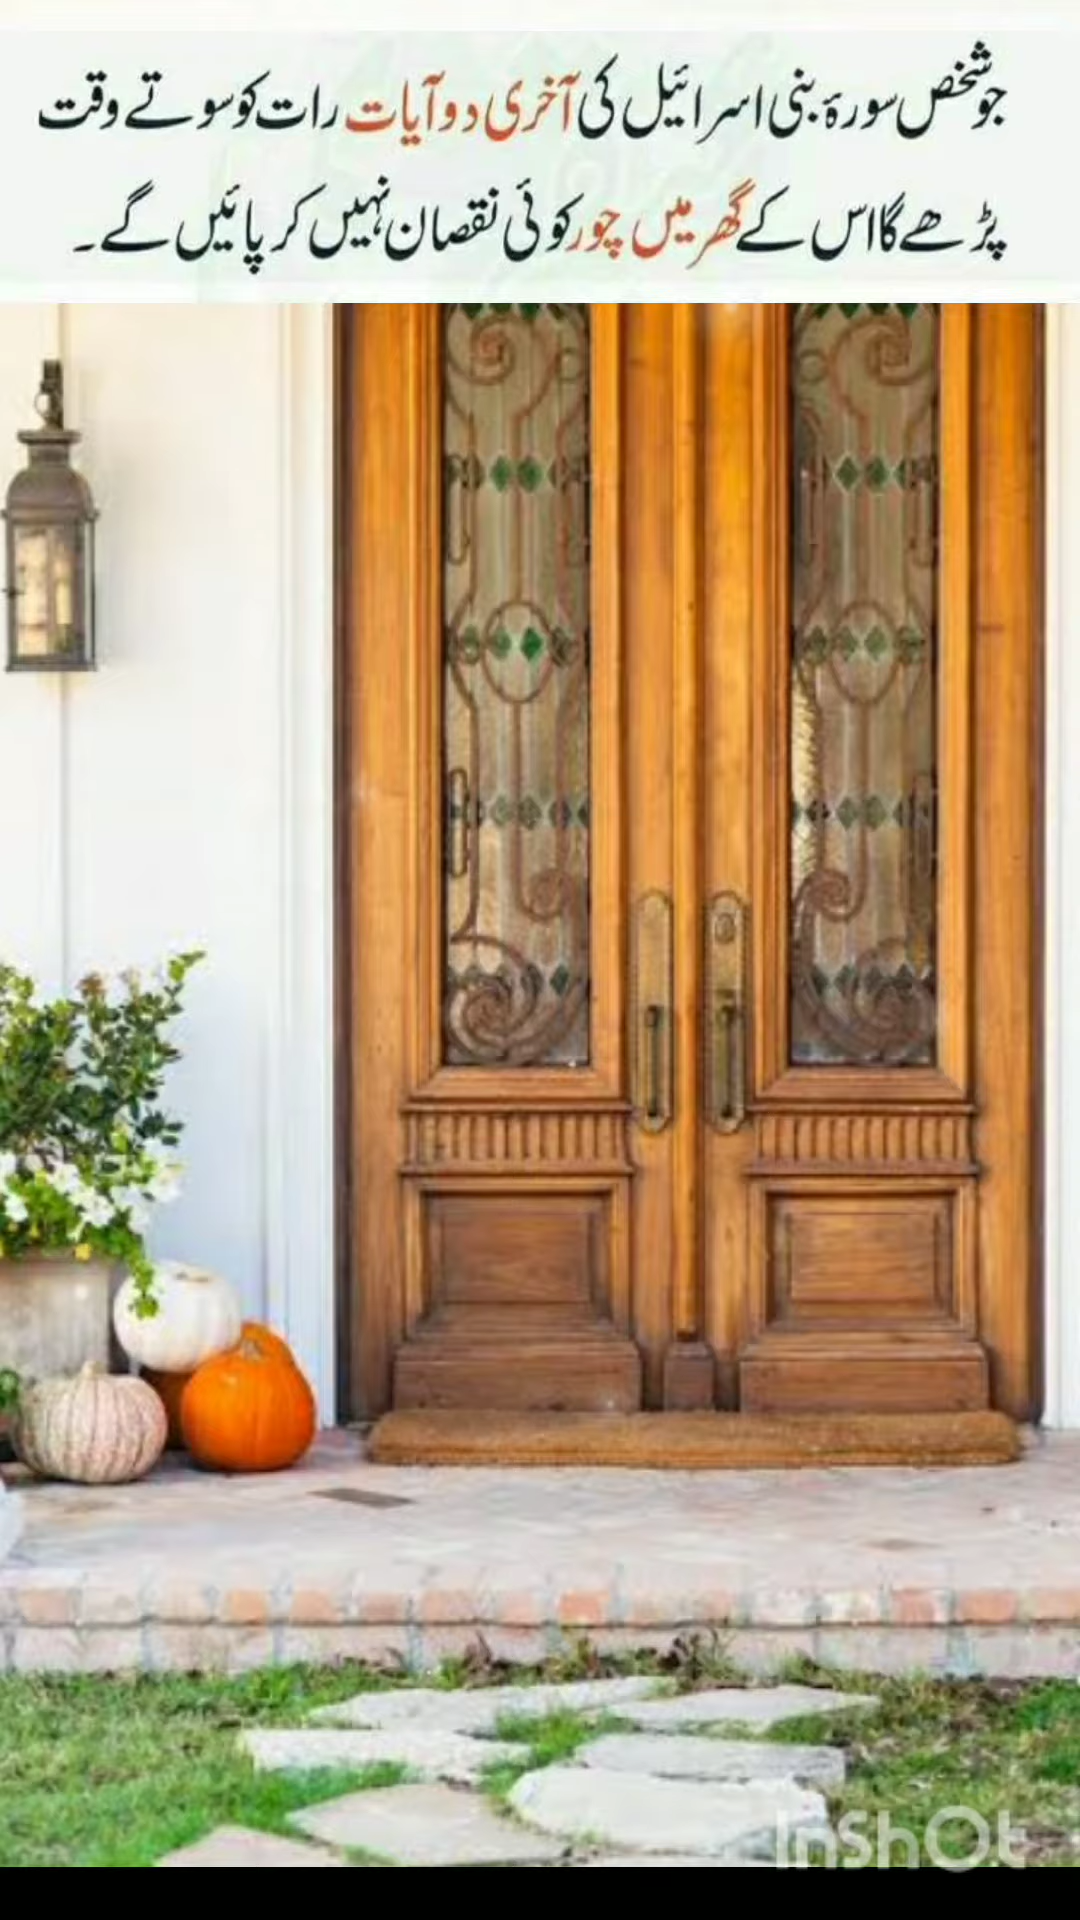 جو شخص سورۂ بنی اسرائیل کی آخری دو آیات رات کو سوتے وقت
پڑھے گا اس کے گھر میں چور کوئی نقصان نہیں کر پائیں گے۔
InShOt